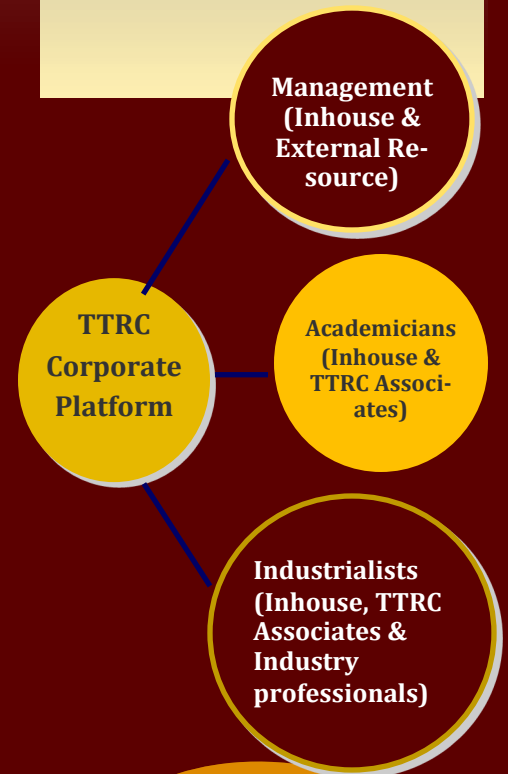 Management
(Inhouse &
External Re-
source)
TTRC
Corporate
Platform
Academicians
(Inhouse &
TTRC Associ-
ates)
Industrialists
(Inhouse, TTRC
Associates &
Industry
professionals)